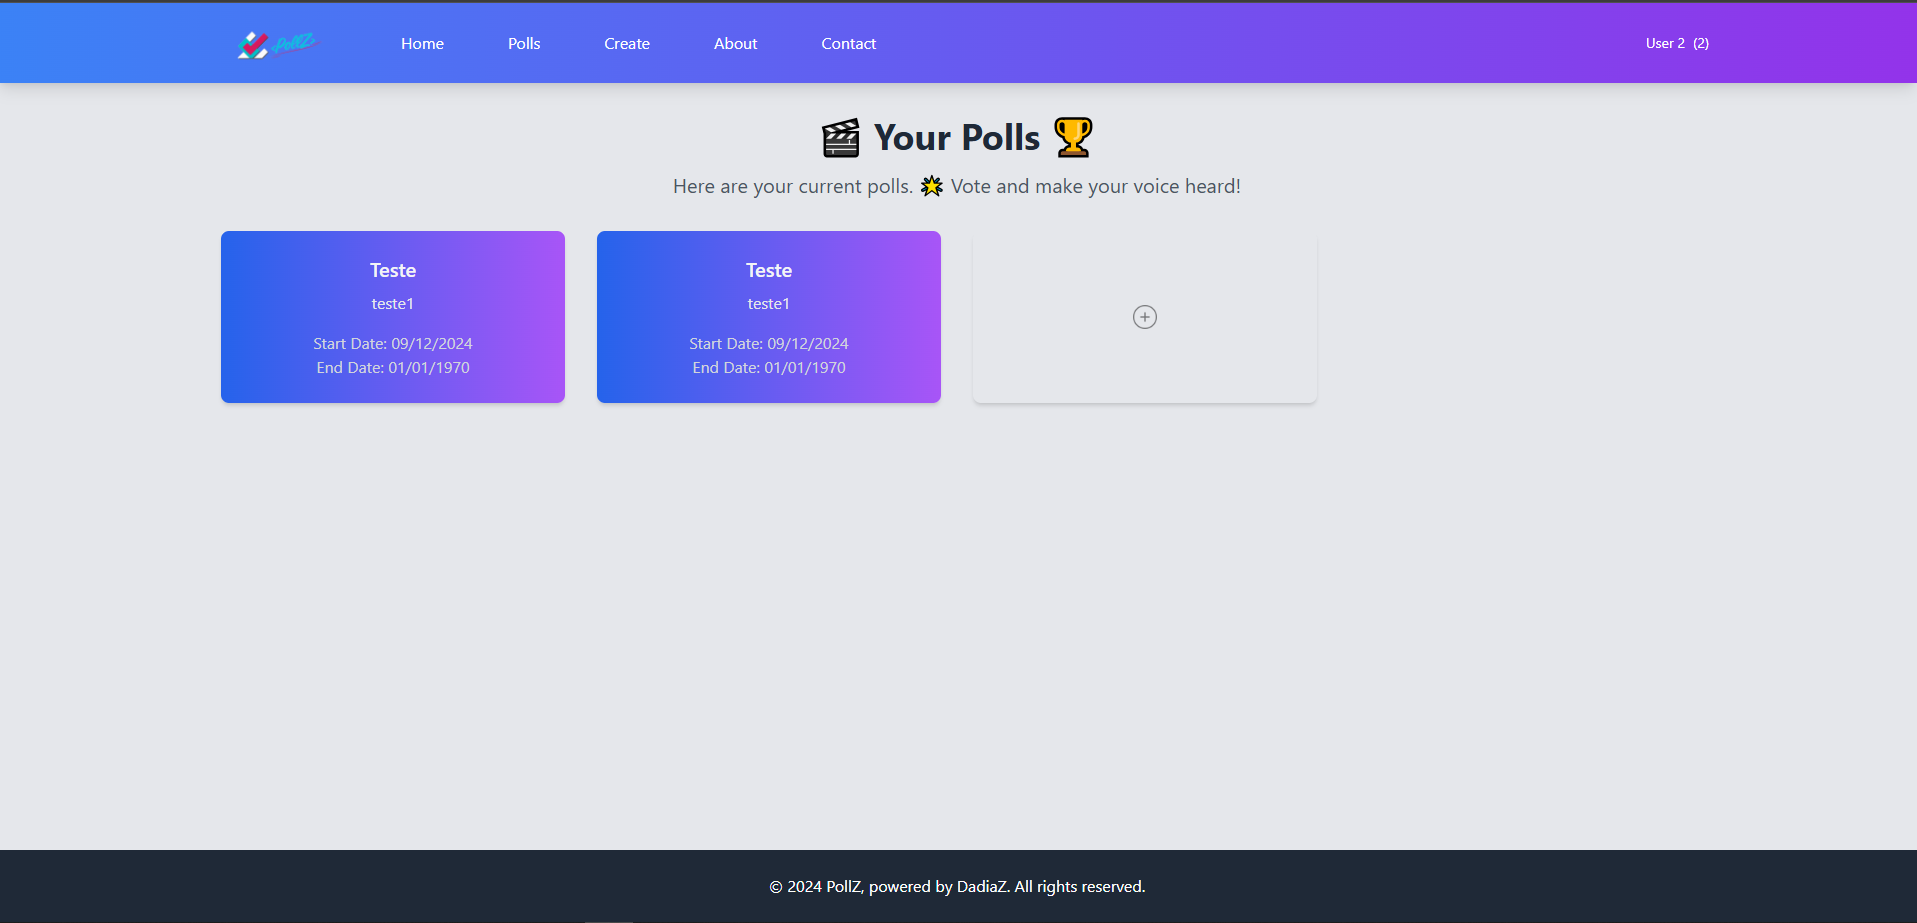 PollZ
Home
Polls
Create
About
Contact
User 2 (2)
Your Polls
Here are your current polls. Vote and make your voice heard!
Teste
teste1
Start Date: 09/12/2024
End Date: 01/01/1970
Teste
teste1
Start Date: 09/12/2024
End Date: 01/01/1970
© 2024 PollZ, powered by DadiaZ. All rights reserved.